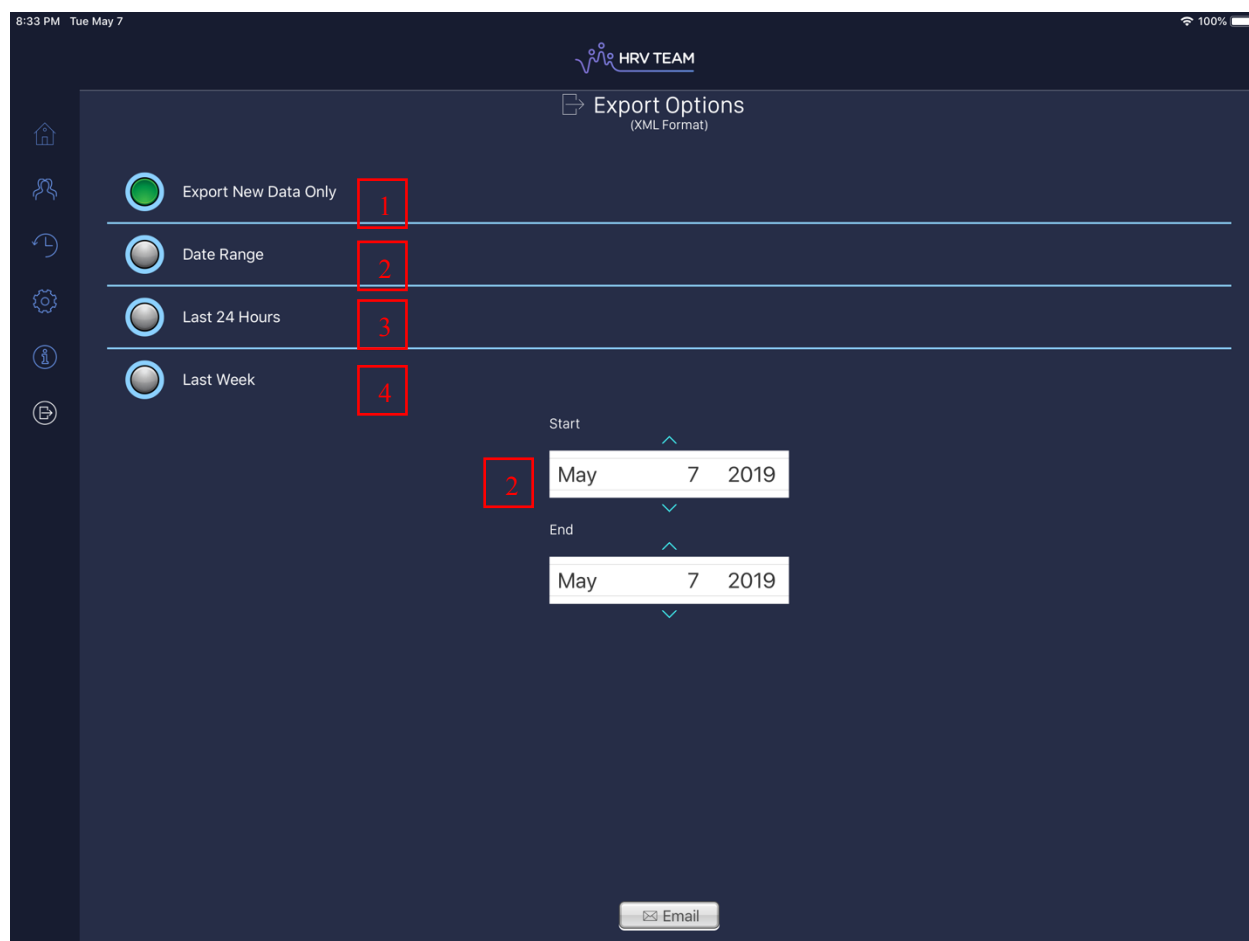 8:33 PM Tue May 7 100%
HRV TEAM
Export Options
(XML Format)
Export New Data Only 1
Date Range 2
Last 24 Hours 3
Last Week 4
Start
2 May 7 2019
End
May 7 2019
Email